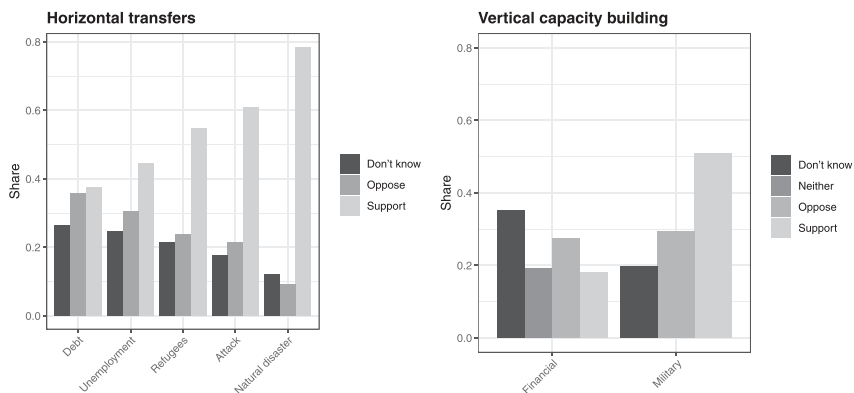 Horizontal transfers
Share
0.8
0.6
0.4
0.2
0.0
Debt
Unemployment
Refugees
Attack
Natural disaster
Don't know
Oppose
Support
Vertical capacity building
Share
0.8
0.6
0.4
0.2
0.0
Financial
Military
Don't know
Neither
Oppose
Support